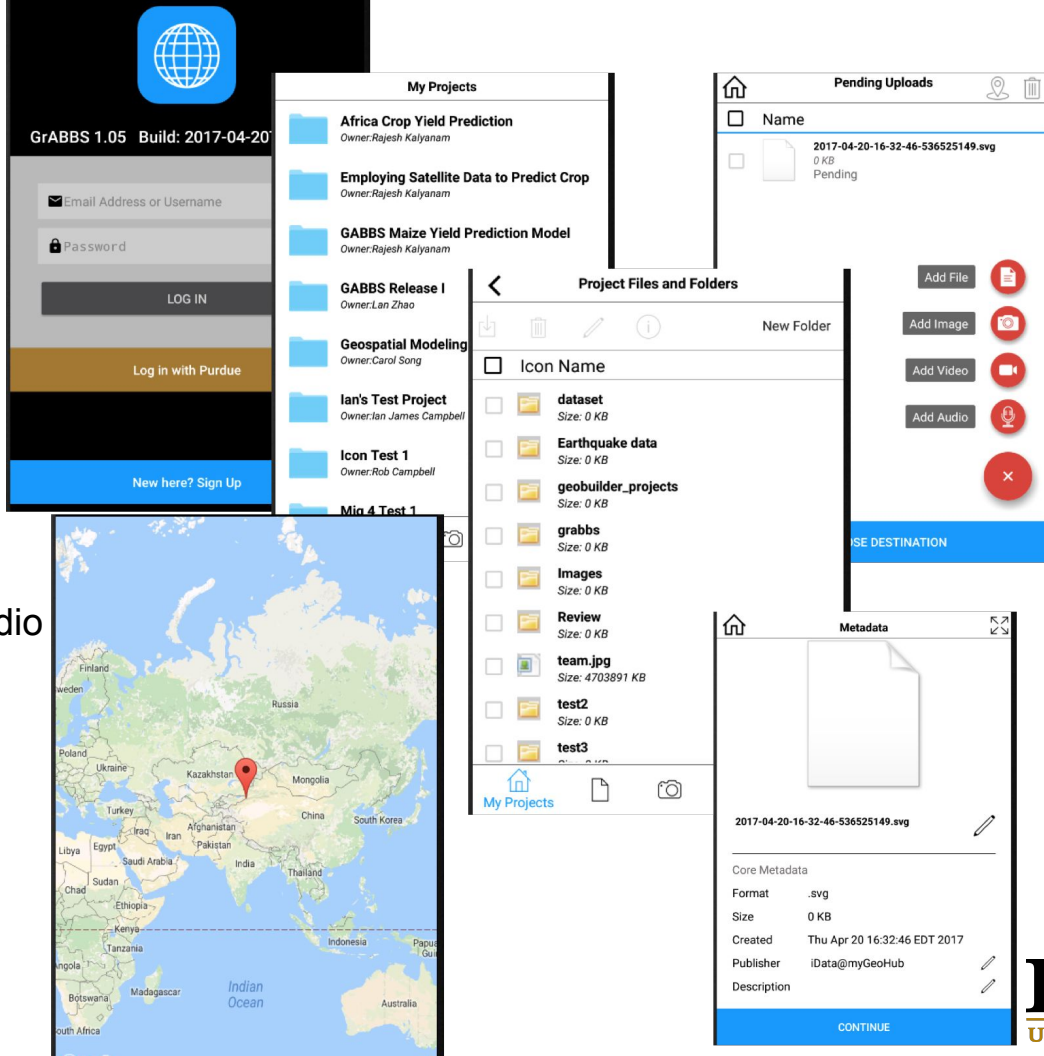 GrABBS 1.05 Build: 2017-04-20
Email Address or Username
Password
LOG IN
Log in with Purdue
New here? Sign Up
My Projects
Africa Crop Yield Prediction
Owner:Rajesh Kalyanam
Employing Satellite Data to Predict Crop
Owner:Rajesh Kalyanam
GABBS Maize Yield Prediction Model
Owner:Rajesh Kalyanam
GABBS Release I
Owner:Lan Zhao
Geospatial Modeling
Owner:Carol Song
Ian's Test Project
Owner:Ian James Campbell
Icon Test 1
Owner:Rob Campbell
Mig 4 Test 1
Project Files and Folders
New Folder
Icon Name
dataset
Size: 0 KB
Earthquake data
Size: 0 KB
geobuilder_projects
Size: 0 KB
grabbs
Size: 0 KB
Images
Size: 0 KB
Review
Size: 0 KB
team.jpg
Size: 4703891 KB
test2
Size: 0 KB
test3
My Projects
Pending Uploads
Name
2017-04-20-16-32-46-536525149.svg
0 KB
Pending
Add File
Add Image
Add Video
Add Audio
OSE DESTINATION
dio
Finland
weden
Russia
Poland
Ukraine
Kazakhstan
Mongolia
Turkey
China
South Korea
Iraq
Iran
Afghanistan
Pakistan
Libya
Egypt
Saudi Arabia
India
Thailand
Chad
Sudan
Ethiopia
Kenya
Tanzania
Indonesia
Papua
Gui
Angola
Botswana
Madagascar
Indian
Ocean
Australia
outh Africa
Metadata
2017-04-20-16-32-46-536525149.svg
Core Metadata
Format .svg
Size 0 KB
Created Thu Apr 20 16:32:46 EDT 2017
Publisher iData@myGeoHub
Description
CONTINUE
U